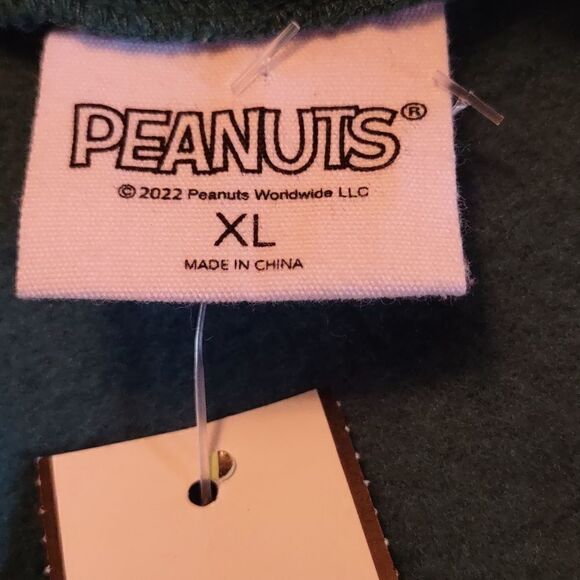 PEANUTS®
© 2022 Peanuts Worldwide LLC
XL
MADE IN CHINA